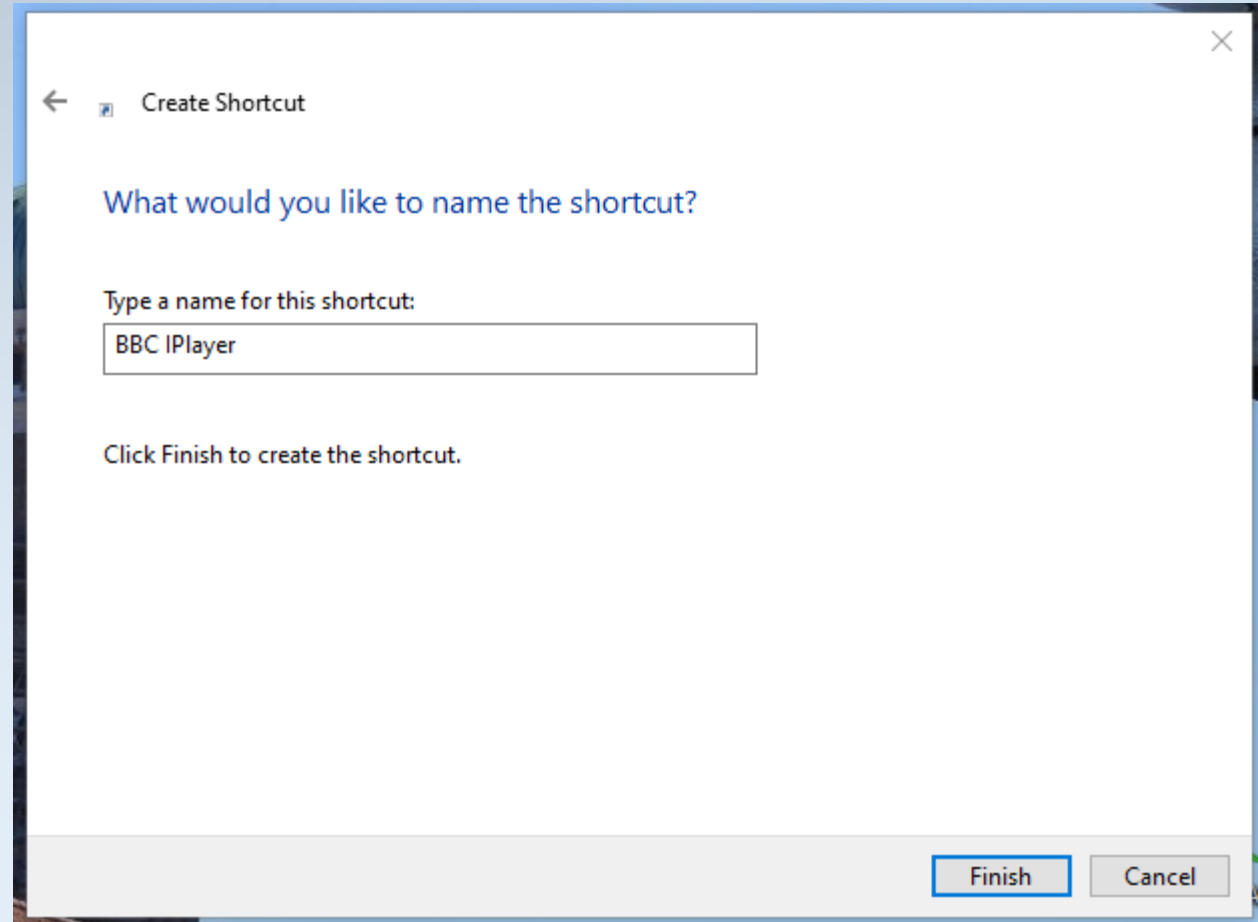 Create Shortcut
What would you like to name the shortcut?
Type a name for this shortcut:
BBC IPlayer
Click Finish to create the shortcut.
Finish Cancel